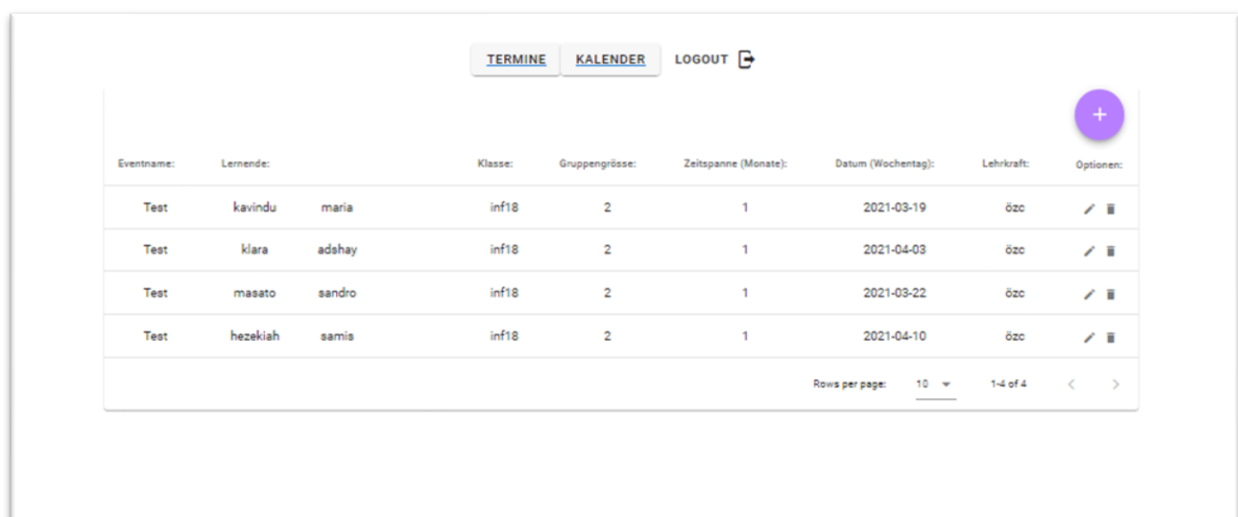 TERMINE KALENDER LOGOUT
+
Eventname: Lernende: Klasse: Gruppengrösse: Zeitspanne (Monate): Datum (Wochentag): Lehrkraft: Optionen:
Test kavindu maria inf18 2 1 2021-03-19 özc
Test klara adshay inf18 2 1 2021-04-03 özc
Test masato sandro inf18 2 1 2021-03-22 özc
Test hezekiah samis inf18 2 1 2021-04-10 özc
Rows per page: 10 1-4 of 4